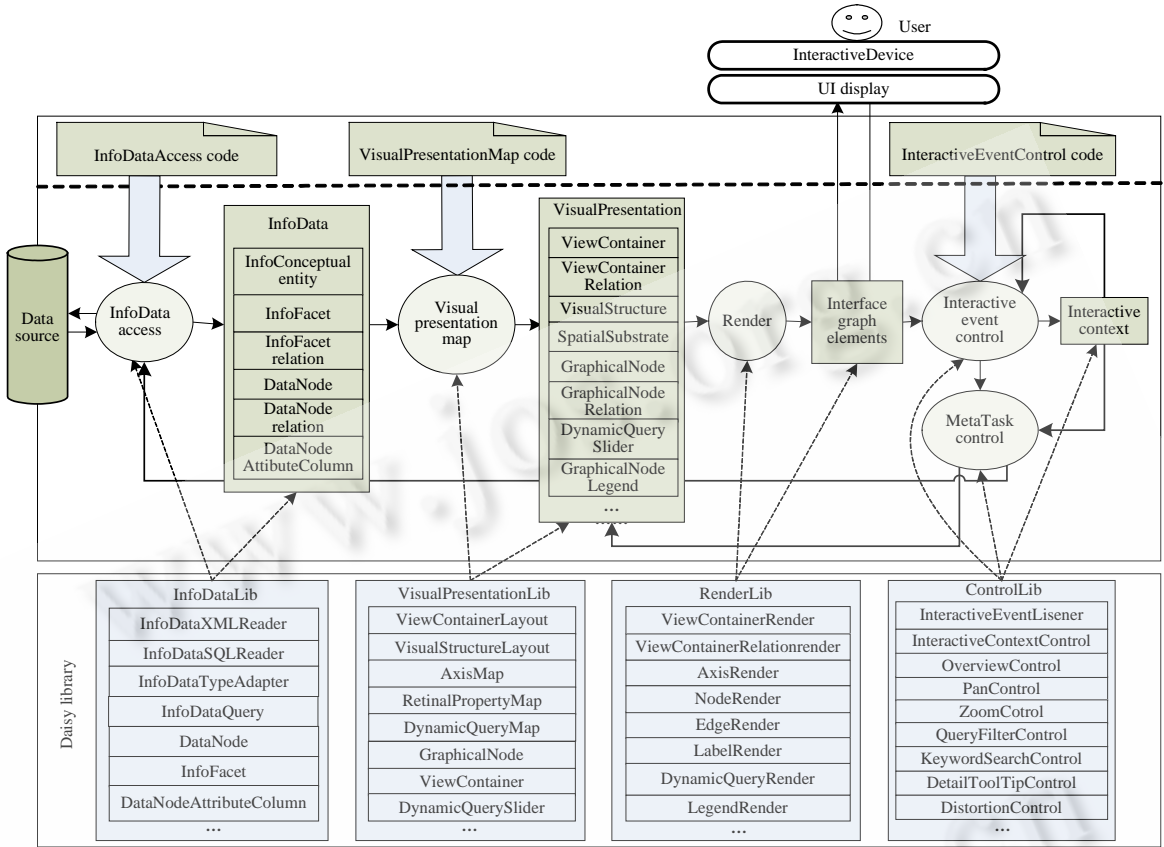 User
InteractiveDevice
UI display
InfoDataAccess code
VisualPresentationMap code
InteractiveEventControl code
Data
source
InfoData
access
InfoData
InfoConceptual
entity
InfoFacet
InfoFacet
relation
DataNode
DataNode
relation
DataNode
AttibuteColumn
Visual
presentation
map
VisualPresentation
ViewContainer
ViewContainer
Relation
VisualStructure
SpatialSubstrate
GraphicalNode
GraphicalNode
Relation
DynamicQuery
Slider
GraphicalNode
Legend
...
Render
Interface
graph
elements
Interactive
event
control
Interactive
context
MetaTask
control
Daisy library
InfoDataLib
InfoDataXMLReader
InfoDataSQLReader
InfoDataTypeAdapter
InfoDataQuery
DataNode
InfoFacet
DataNodeAttributeColumn
...
VisualPresentationLib
ViewContainerLayout
VisualStructureLayout
AxisMap
RetinalPropertyMap
DynamicQueryMap
GraphicalNode
ViewContainer
DynamicQuerySlider
...
RenderLib
ViewContainerRender
ViewContainerRelationrender
AxisRender
NodeRender
EdgeRender
LabelRender
DynamicQueryRender
LegendRender
...
ControlLib
InteractiveEventLisener
InteractiveContextControl
OverviewControl
PanControl
ZoomCotrol
QueryFilterControl
KeywordSearchControl
DetailToolTipControl
DistortionControl
...
www.jos.org.cn